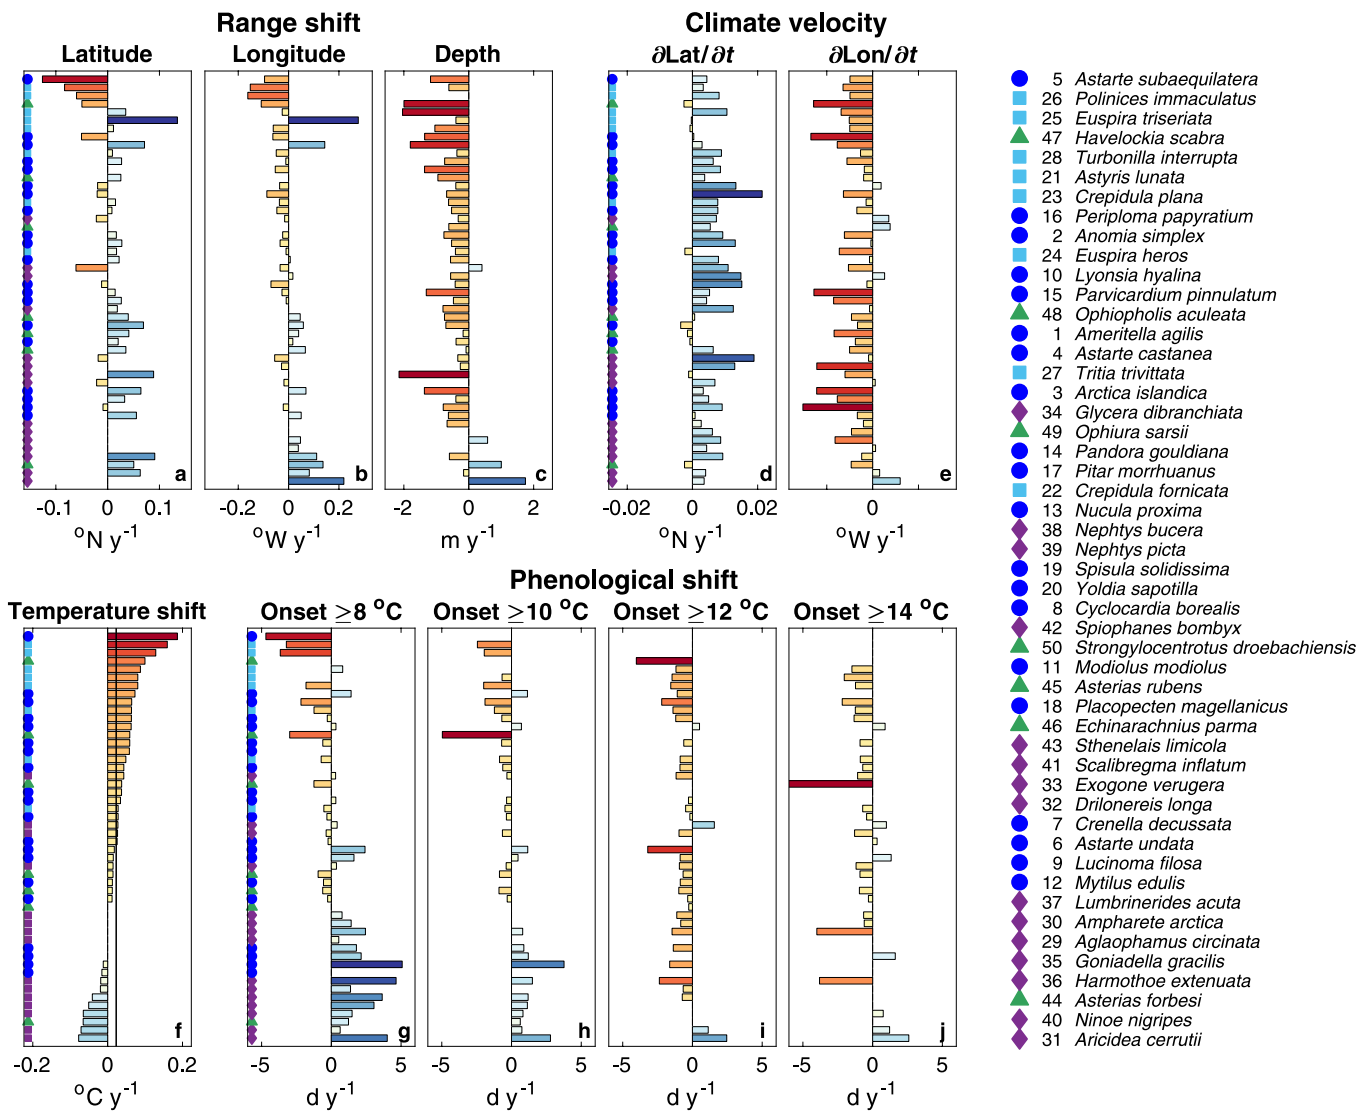 Range shift
Climate velocity
Latitude
Longitude
Depth
∂Lat/∂t
∂Lon/∂t
a
b
c
d
e
-0.1 0 0.1
-0.2 0 0.2
-2 0 2
-0.02 0 0.02
0
°N y⁻¹
°W y⁻¹
m y⁻¹
°N y⁻¹
°W y⁻¹
Phenological shift
Temperature shift
Onset ≥8 °C
Onset ≥10 °C
Onset ≥12 °C
Onset ≥14 °C
f
g
h
i
j
-0.2 0 0.2
-5 0 5
-5 0 5
-5 0 5
-5 0 5
°C y⁻¹
d y⁻¹
d y⁻¹
d y⁻¹
d y⁻¹
5 Astarte subaequilatera
26 Polinices immaculatus
25 Euspira triseriata
47 Havelockia scabra
28 Turbonilla interrupta
21 Astyris lunata
23 Crepidula plana
16 Periploma papyratium
2 Anomia simplex
24 Euspira heros
10 Lyonsia hyalina
15 Parvicardium pinnulatum
48 Ophiopholis aculeata
1 Ameritella agilis
4 Astarte castanea
27 Tritia trivittata
3 Arctica islandica
34 Glycera dibranchiata
49 Ophiura sarsii
14 Pandora gouldiana
17 Pitar morrhuanus
22 Crepidula fornicata
13 Nucula proxima
38 Nephtys bucera
39 Nephtys picta
19 Spisula solidissima
20 Yoldia sapotilla
8 Cyclocardia borealis
42 Spiophanes bombyx
50 Strongylocentrotus droebachiensis
11 Modiolus modiolus
45 Asterias rubens
18 Placopecten magellanicus
46 Echinarachnius parma
43 Sthenelais limicola
41 Scalibregma inflatum
33 Exogone verugera
32 Drilonereis longa
7 Crenella decussata
6 Astarte undata
9 Lucinoma filosa
12 Mytilus edulis
37 Lumbrinerides acuta
30 Ampharete arctica
29 Aglaophamus circinata
35 Goniadella gracilis
36 Harmothoe extenuata
44 Asterias forbesi
40 Ninoe nigripes
31 Aricidea cerrutii